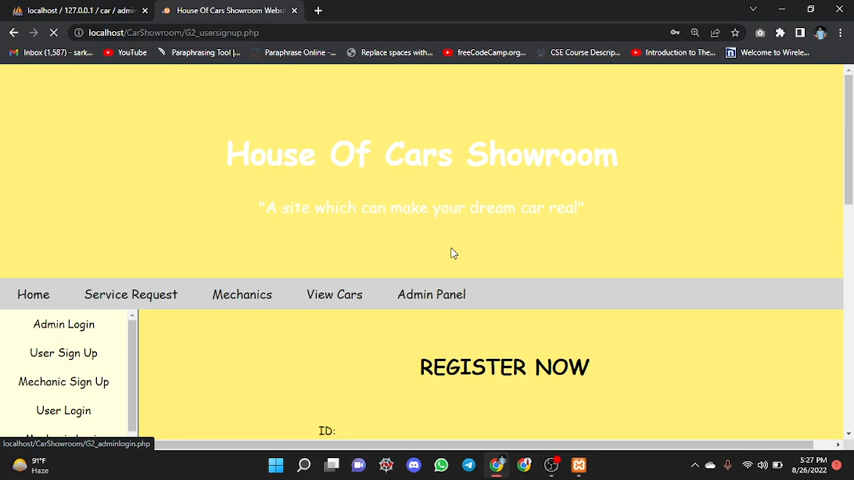 localhost / 127.0.0.1 / car / admin
House Of Cars Showroom Websi
localhost/CarShowroom/G2_usersignup.php
Inbox (1,587) - sark...
YouTube
Paraphrasing Tool |...
Paraphrase Online -...
Replace spaces with...
freeCodeCamp.org...
CSE Course Descrip...
Introduction to The...
Welcome to Wirele...
House Of Cars Showroom
"A site which can make your dream car real"
Home
Service Request
Mechanics
View Cars
Admin Panel
Admin Login
User Sign Up
Mechanic Sign Up
User Login
REGISTER NOW
ID:
localhost/CarShowroom/G2_adminlogin.php
91°F
Haze
5:27 PM
8/26/2022